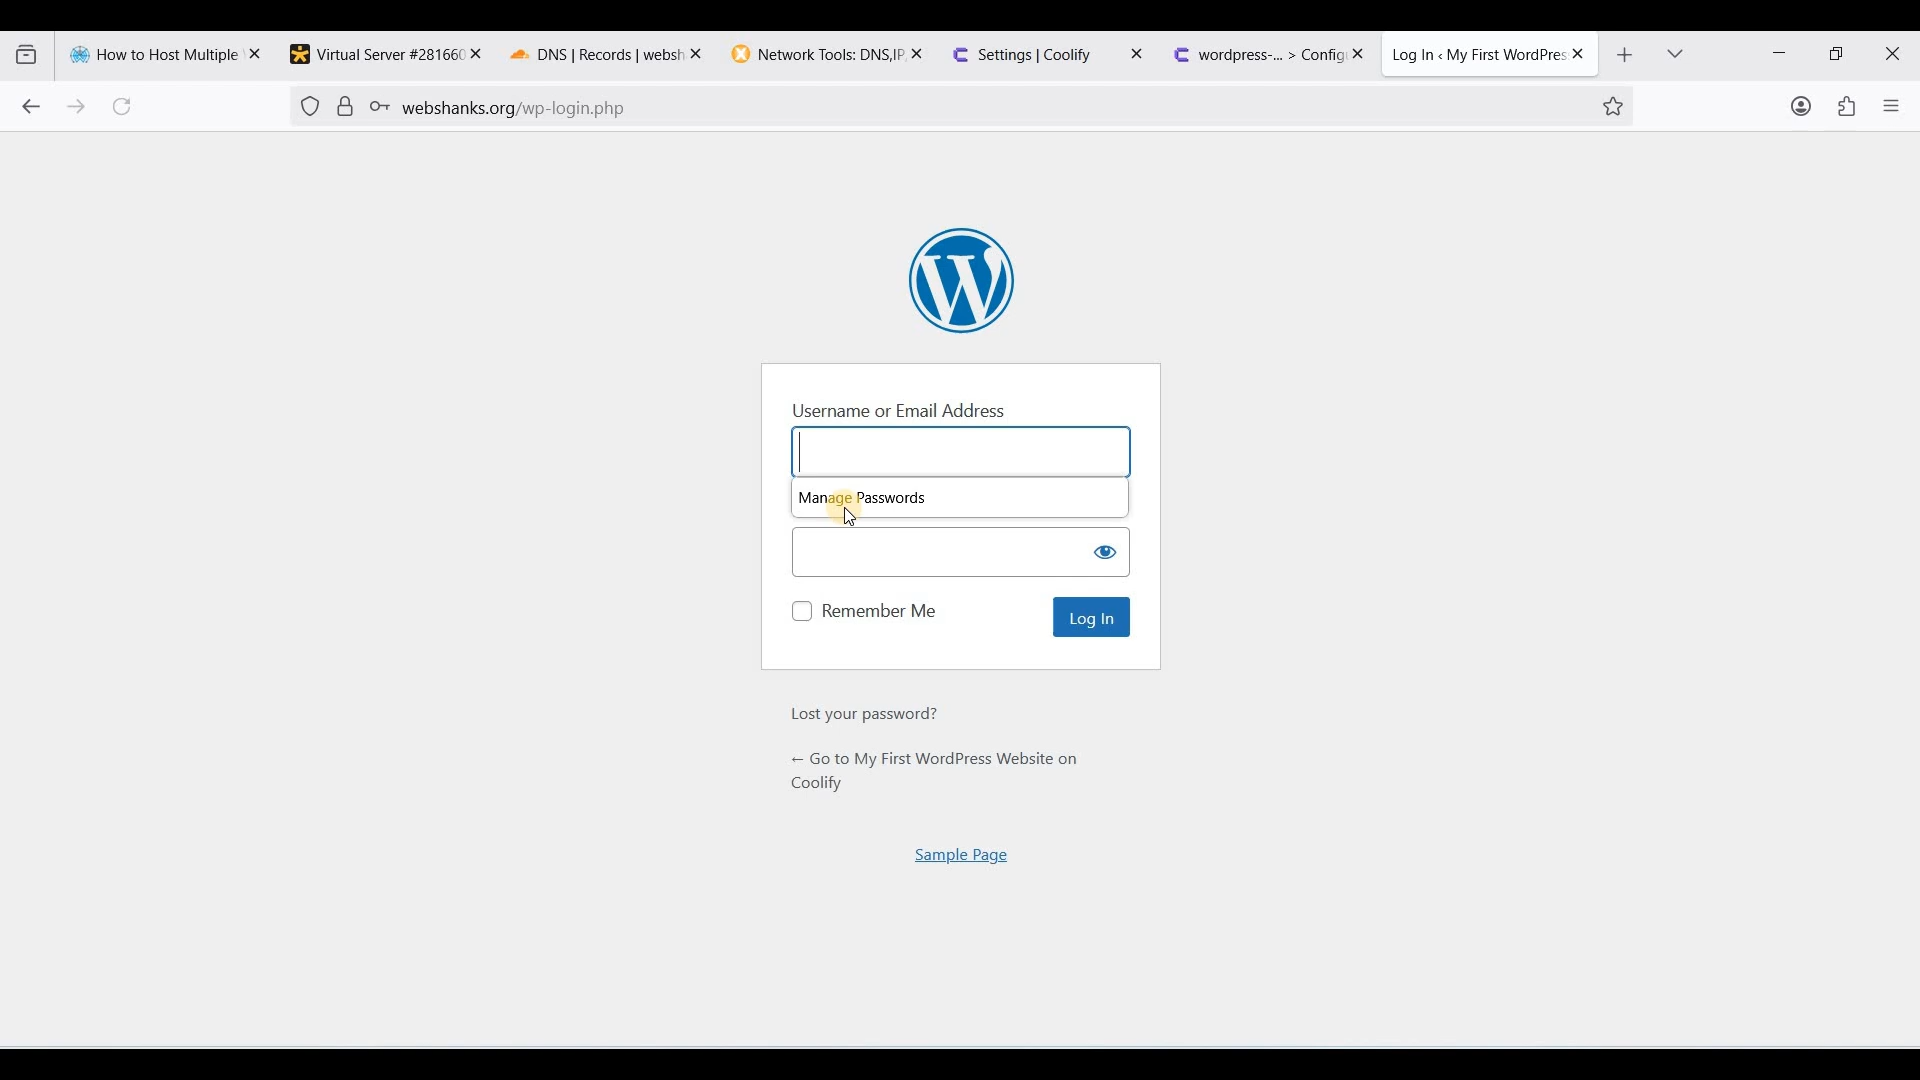 How to Host Multiple
Virtual Server #281660
DNS | Records | websh
Network Tools: DNS,IP,
Settings | Coolify
wordpress-... > Config
Log In ‹ My First WordPres
webshanks.org/wp-login.php
Username or Email Address
Manage Passwords
Remember Me
Log In
Lost your password?
← Go to My First WordPress Website on
Coolify
Sample Page